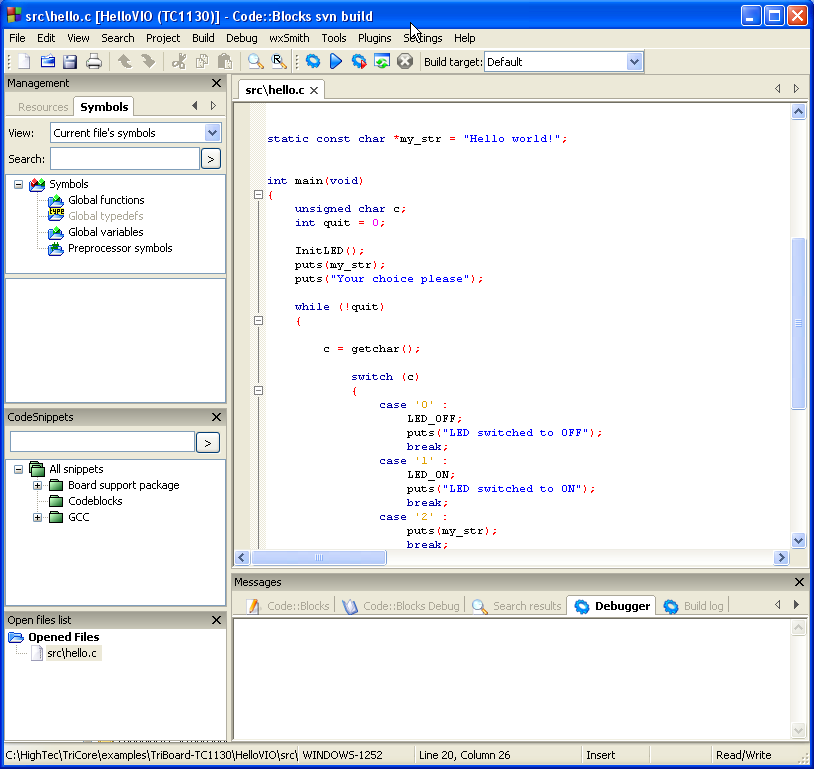 src\hello.c [HelloVIO (TC1130)] - Code::Blocks svn build
File Edit View Search Project Build Debug wxSmith Tools Plugins Settings Help
Build target: Default
Management
Resources Symbols
View: Current file's symbols
Search: >
Symbols
Global functions
Global typedefs
Global variables
Preprocessor symbols
CodeSnippets
>
All snippets
Board support package
Codeblocks
GCC
Open files list
Opened Files
src\hello.c
src\hello.c
static const char *my_str = "Hello world!";
int main(void)
{
unsigned char c;
int quit = 0;
InitLED();
puts(my_str);
puts("Your choice please");
while (!quit)
{
c = getchar();
switch (c)
{
case '0' :
LED_OFF;
puts("LED switched to OFF");
break;
case '1' :
LED_ON;
puts("LED switched to ON");
break;
case '2' :
puts(my_str);
break;
Messages
Code::Blocks Code::Blocks Debug Search results Debugger Build log
C:\HighTec\TriCore\examples\TriBoard-TC1130\HelloVIO\src\ WINDOWS-1252 Line 20, Column 26 Insert Read/Write